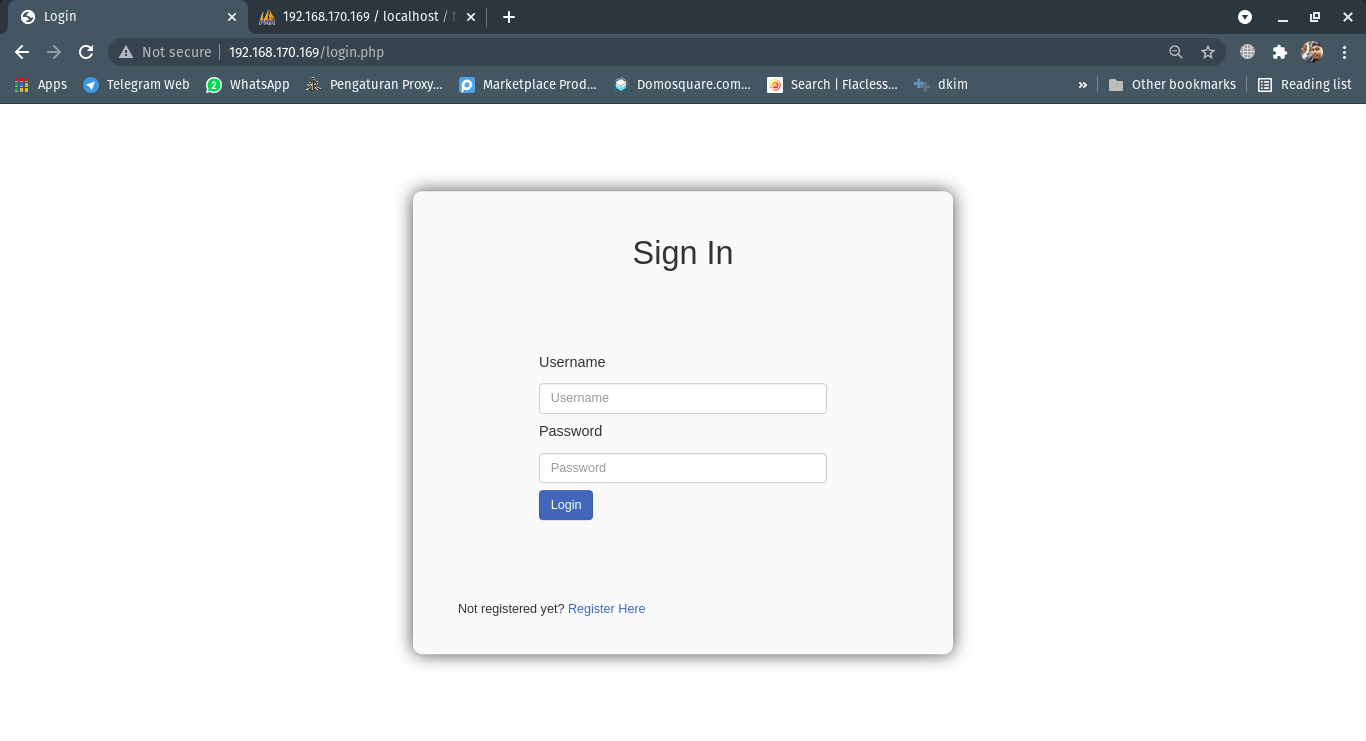 Login
192.168.170.169 / localhost /
Not secure
192.168.170.169/login.php
Apps
Telegram Web
2
WhatsApp
Pengaturan Proxy...
Marketplace Prod...
Domosquare.com...
Search | Flacless...
dkim
»
Other bookmarks
Reading list
Sign In
Username
Username
Password
Password
Login
Not registered yet? Register Here